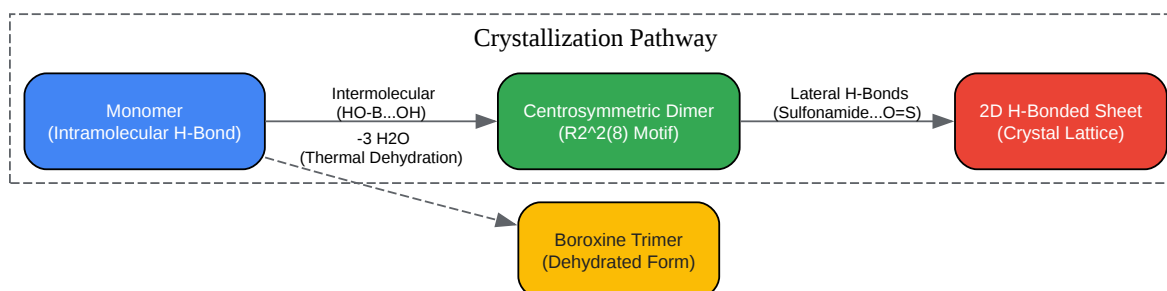 Crystallization Pathway
Monomer
(Intramolecular H-Bond)
Intermolecular
(HO-B...OH)
-3 H2O
(Thermal Dehydration)
Centrosymmetric Dimer
(R2^2(8) Motif)
Lateral H-Bonds
(Sulfonamide...O=S)
2D H-Bonded Sheet
(Crystal Lattice)
Boroxine Trimer
(Dehydrated Form)